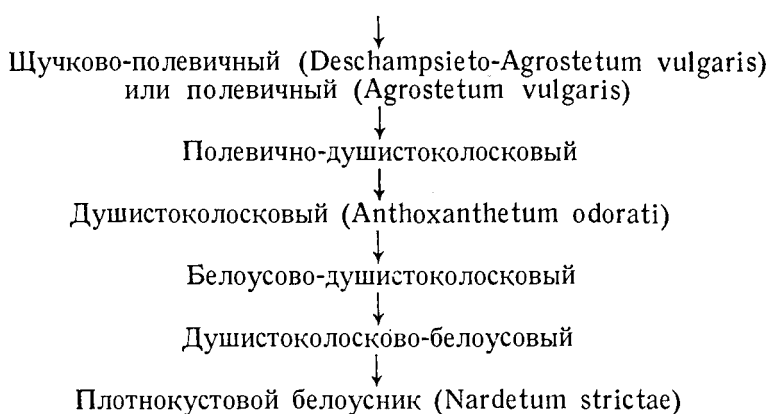 Щучково-полевичный (Deschampsieto-Agrostetum vulgaris)
или полевичный (Agrostetum vulgaris)
Полевично-душистоколосковый
Душистоколосковый (Anthoxanthetum odorati)
Белоусово-душистоколосковый
Душистоколосково-белоусовый
Плотнокустовой белоусник (Nardetum strictae)